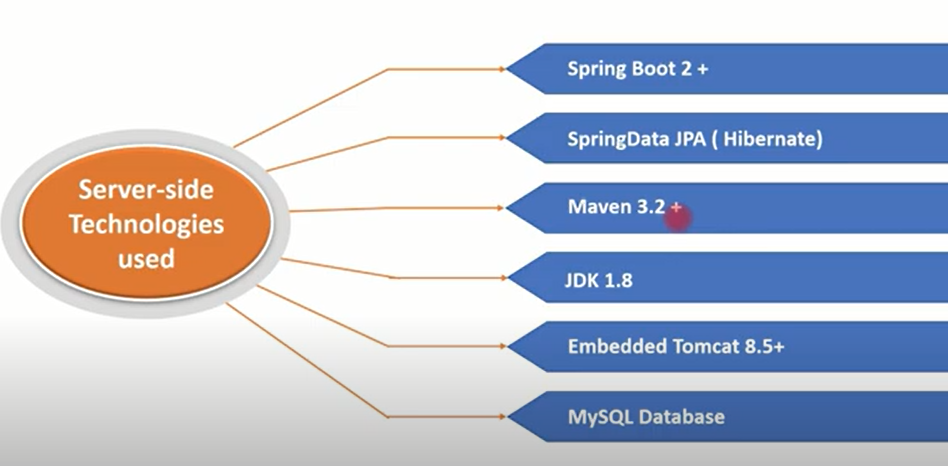 Server-side
Technologies
used
Spring Boot 2 +
SpringData JPA ( Hibernate)
Maven 3.2 +
JDK 1.8
Embedded Tomcat 8.5+
MySQL Database